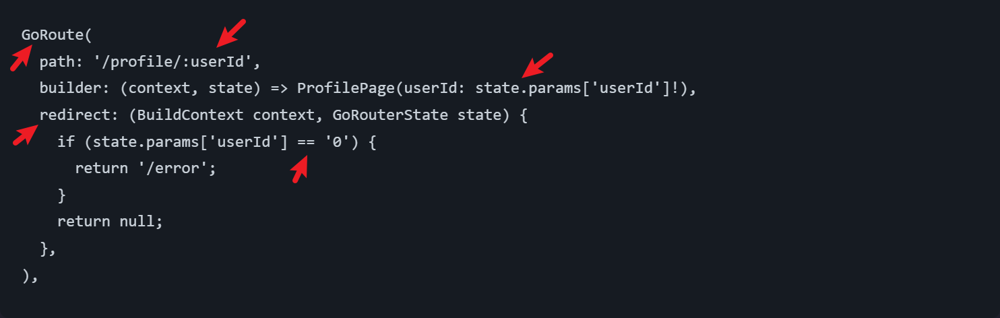 GoRoute(
  path: '/profile/:userId',
  builder: (context, state) => ProfilePage(userId: state.params['userId']!),
  redirect: (BuildContext context, GoRouterState state) {
    if (state.params['userId'] == '0') {
      return '/error';
    }
    return null;
  },
),